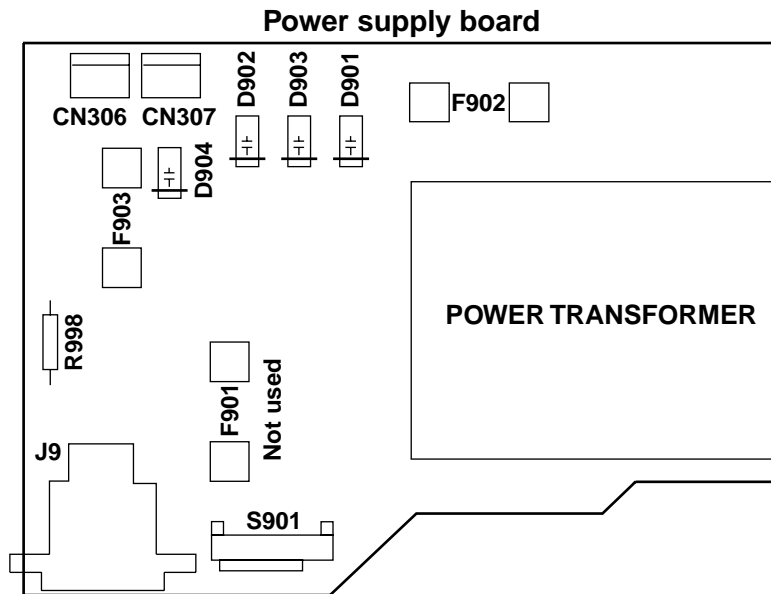 Power supply board
CN306
CN307
D902
D903
D901
F902
D904
F903
POWER TRANSFORMER
R998
F901
Not used
J9
S901